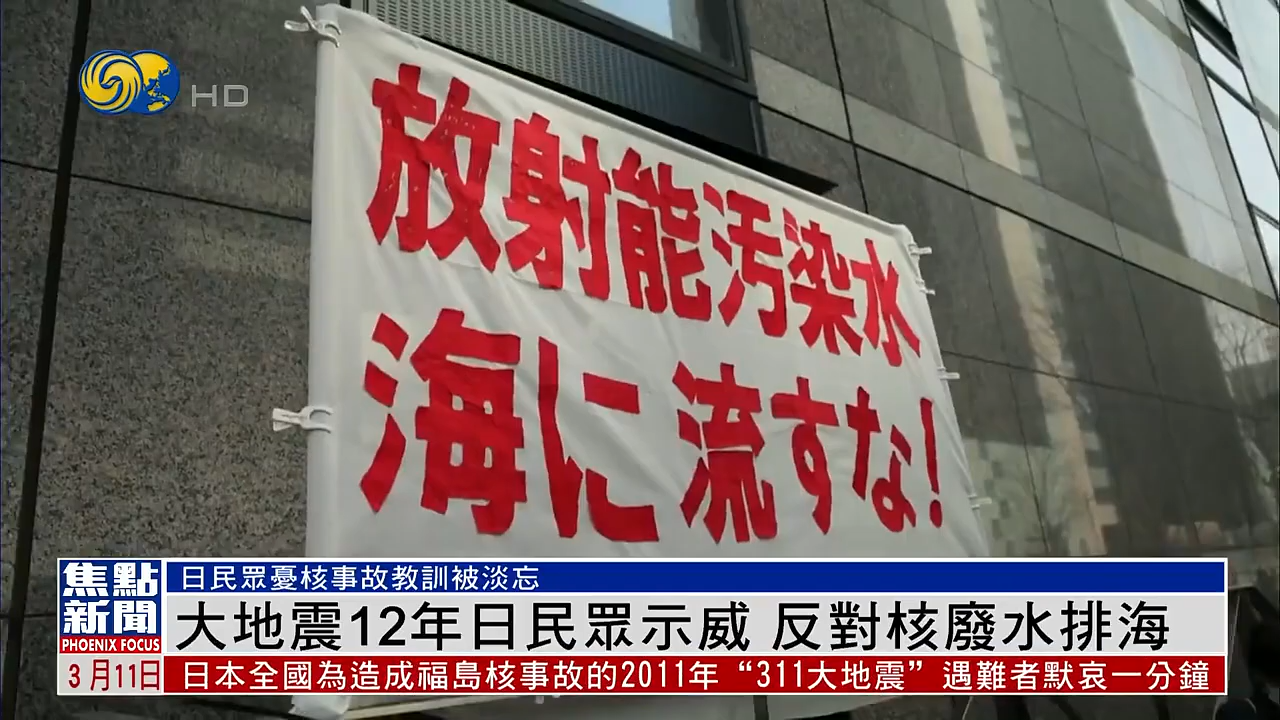 HD
放射能汚染水
海に流すな!
焦點
新聞
PHOENIX FOCUS
日民眾憂核事故教訓被淡忘
大地震12年日民眾示威 反對核廢水排海
3月11日
日本全國為造成福島核事故的2011年“311大地震”遇難者默哀一分鐘